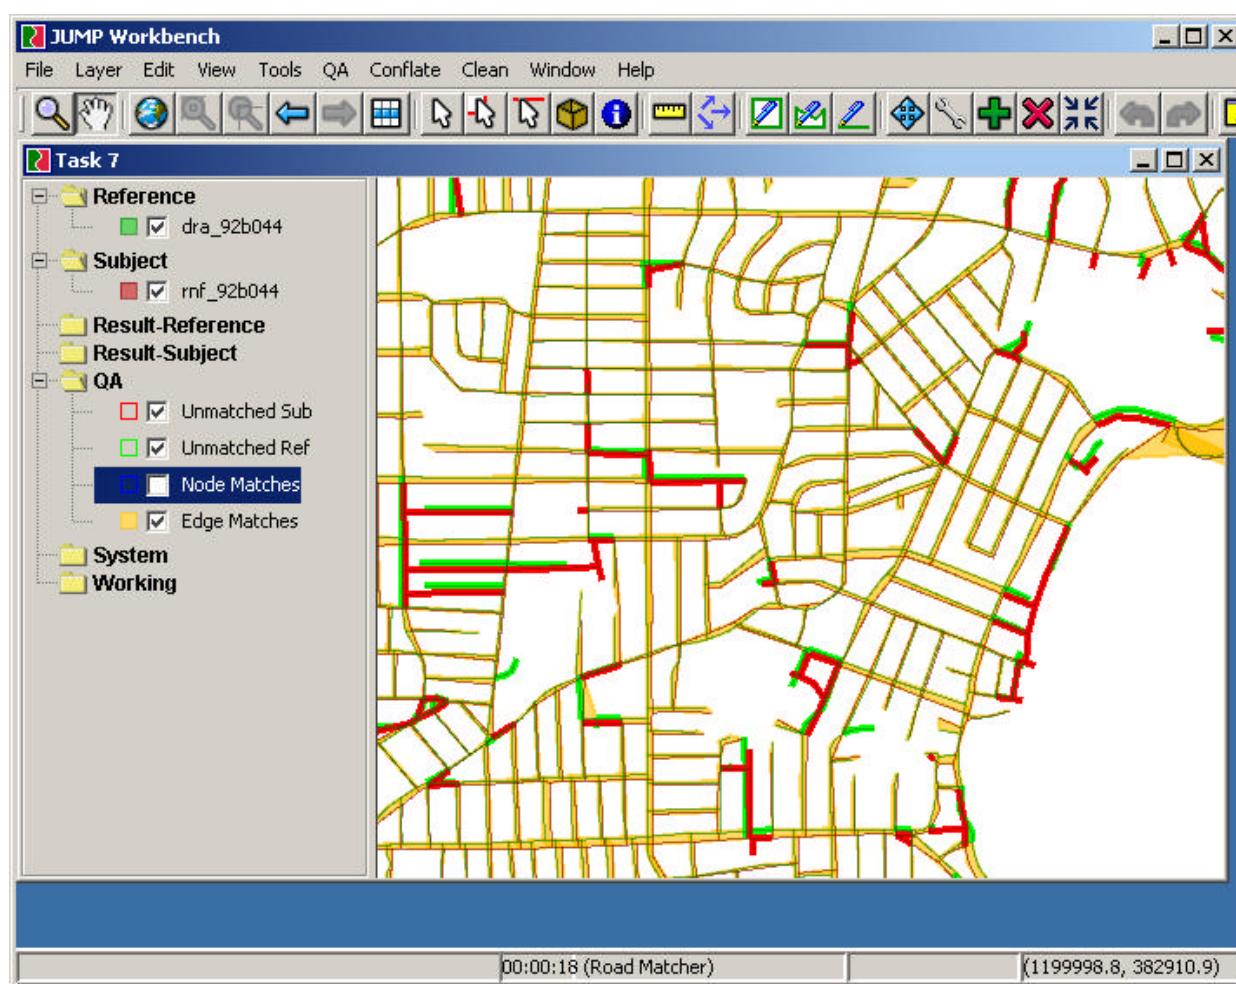 JUMP Workbench
File Layer Edit View Tools QA Conflate Clean Window Help
Task 7
Reference
dra_92b044
Subject
rnf_92b044
Result-Reference
Result-Subject
QA
Unmatched Sub
Unmatched Ref
Node Matches
Edge Matches
System
Working
00:00:18 (Road Matcher)
(1199998.8, 382910.9)